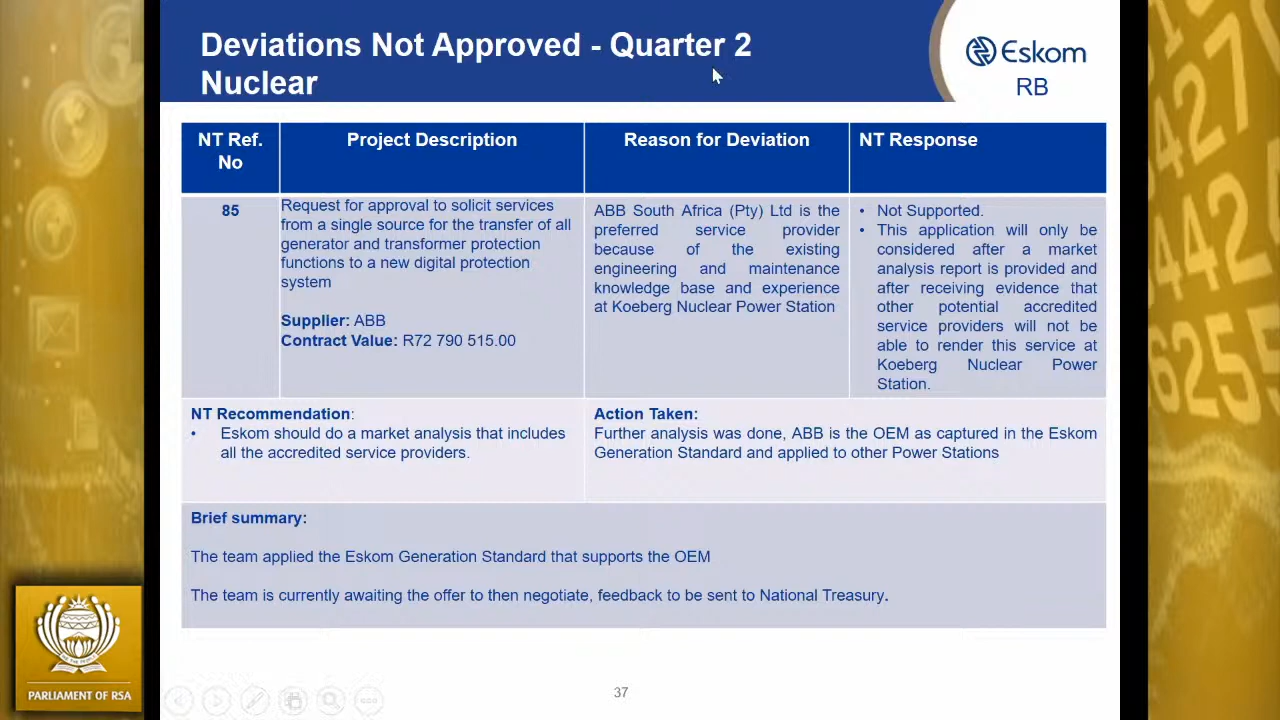 Deviations Not Approved - Quarter 2
Nuclear
Eskom
RB
NT Ref.
No
Project Description
Reason for Deviation
NT Response
85
Request for approval to solicit services
from a single source for the transfer of all
generator and transformer protection
functions to a new digital protection
system
Supplier: ABB
Contract Value: R72 790 515.00
ABB South Africa (Pty) Ltd is the
preferred service provider
because of the existing
engineering and maintenance
knowledge base and experience
at Koeberg Nuclear Power Station
• Not Supported.
• This application will only be
considered after a market
analysis report is provided and
after receiving evidence that
other potential accredited
service providers will not be
able to render this service at
Koeberg Nuclear Power
Station.
NT Recommendation:
• Eskom should do a market analysis that includes
all the accredited service providers.
Action Taken:
Further analysis was done, ABB is the OEM as captured in the Eskom
Generation Standard and applied to other Power Stations
Brief summary:
The team applied the Eskom Generation Standard that supports the OEM
The team is currently awaiting the offer to then negotiate, feedback to be sent to National Treasury.
37
PARLIAMENT OF RSA